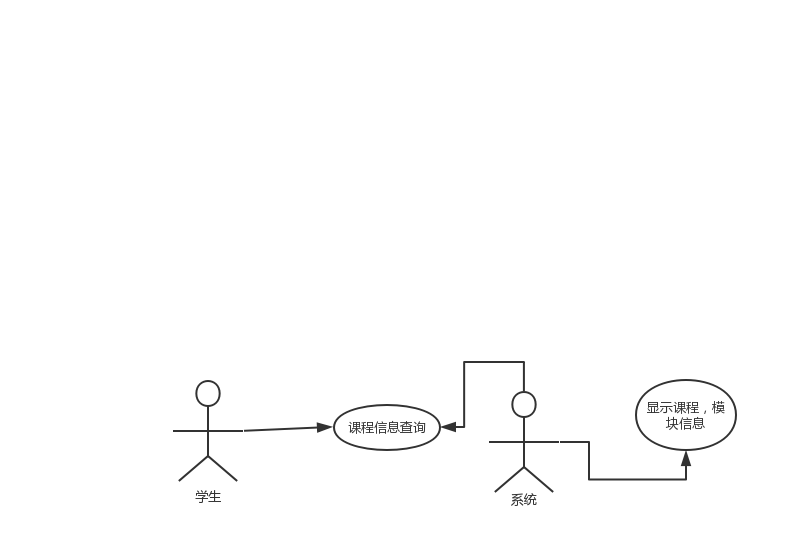 课程信息查询
显示课程，模
块信息
学生
系统